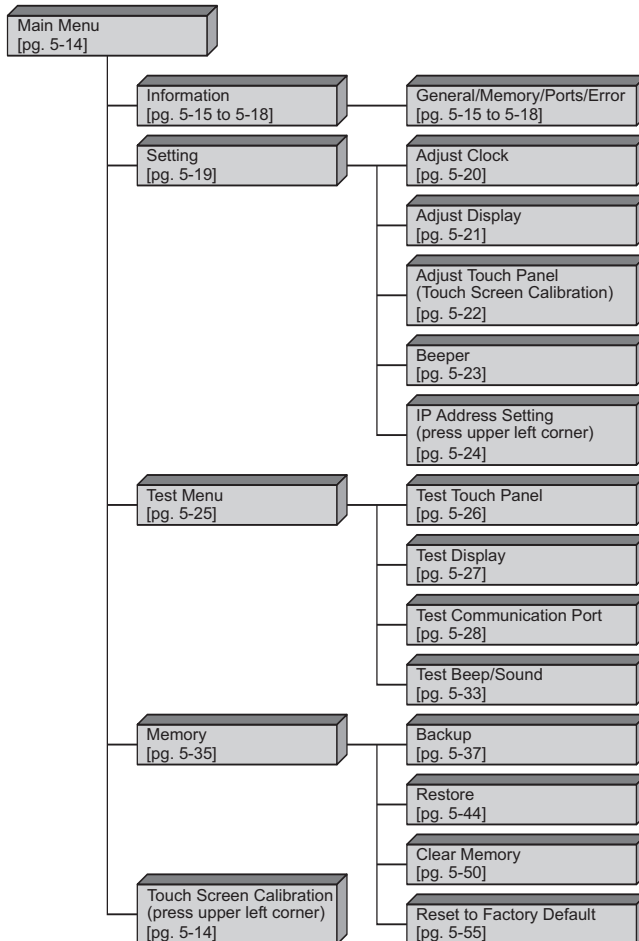 Main Menu
[pg. 5-14]
Information
[pg. 5-15 to 5-18]
General/Memory/Ports/Error
[pg. 5-15 to 5-18]
Setting
[pg. 5-19]
Adjust Clock
[pg. 5-20]
Adjust Display
[pg. 5-21]
Adjust Touch Panel
(Touch Screen Calibration)
[pg. 5-22]
Beeper
[pg. 5-23]
IP Address Setting
(press upper left corner)
[pg. 5-24]
Test Menu
[pg. 5-25]
Test Touch Panel
[pg. 5-26]
Test Display
[pg. 5-27]
Test Communication Port
[pg. 5-28]
Test Beep/Sound
[pg. 5-33]
Memory
[pg. 5-35]
Backup
[pg. 5-37]
Restore
[pg. 5-44]
Clear Memory
[pg. 5-50]
Reset to Factory Default
[pg. 5-55]
Touch Screen Calibration
(press upper left corner)
[pg. 5-14]